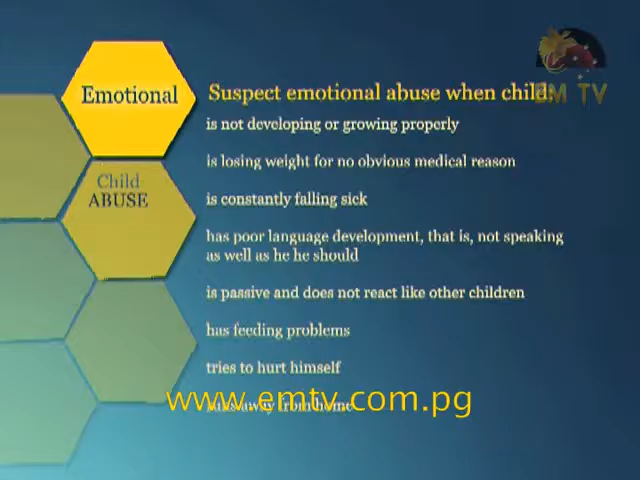 Emotional
Child
ABUSE
EM TV
Suspect emotional abuse when child:
is not developing or growing properly
is losing weight for no obvious medical reason
is constantly falling sick
has poor language development, that is, not speaking
as well as he he should
is passive and does not react like other children
has feeding problems
tries to hurt himself
www.emtv.com.pg
away from home